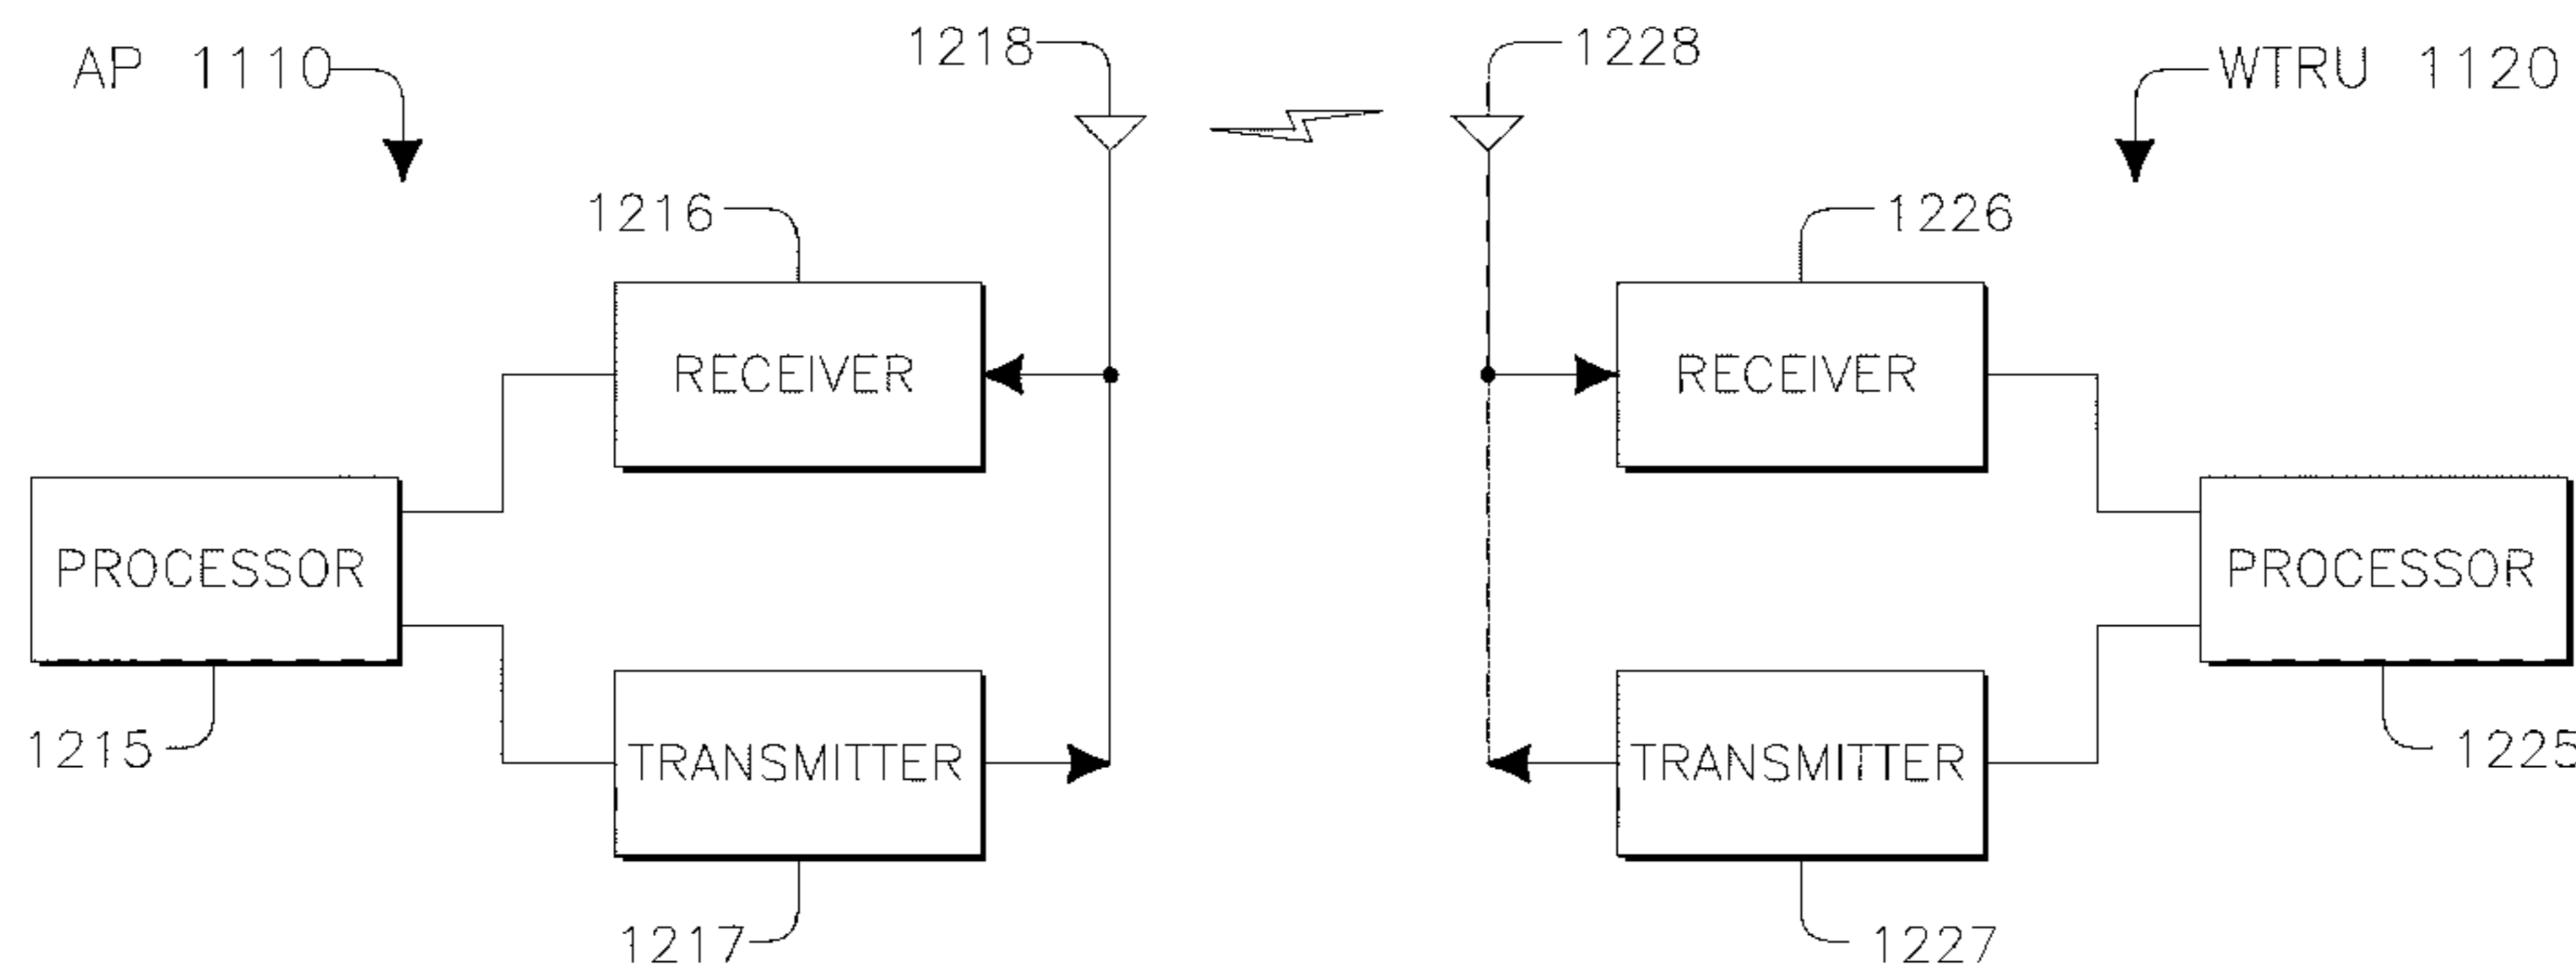 AP 1110
1218
1228
WTRU 1120
1216
1226
RECEIVER
RECEIVER
PROCESSOR
PROCESSOR
1215
TRANSMITTER
TRANSMITTER
1225
1217
1227